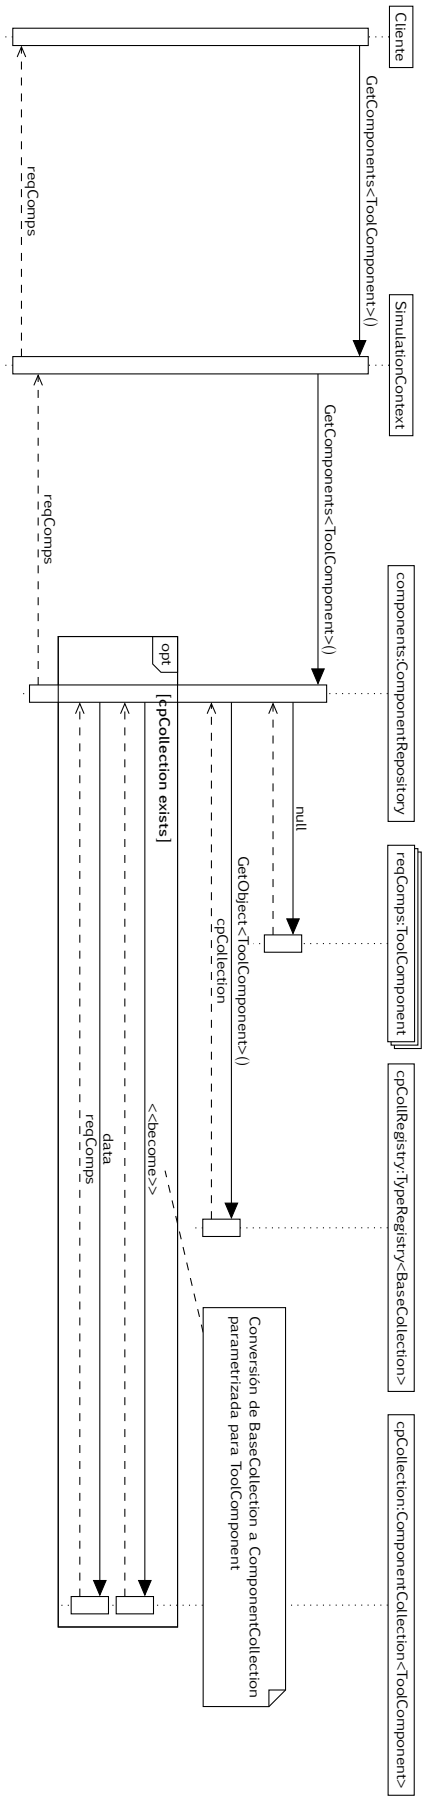 Cliente
SimulationContext
components:ComponentRepository
reqComps:ToolComponent
cpCollRegistry:TypeRegistry<BaseCollection>
cpCollection:ComponentCollection<ToolComponent>
GetComponents<ToolComponent>()
GetComponents<ToolComponent>()
null
GetObject<ToolComponent>()
cpCollection
Conversión de BaseCollection a ComponentCollection
parametrizada para ToolComponent
opt
[cpCollection exists]
<<become>>
data
reqComps
reqComps
reqComps